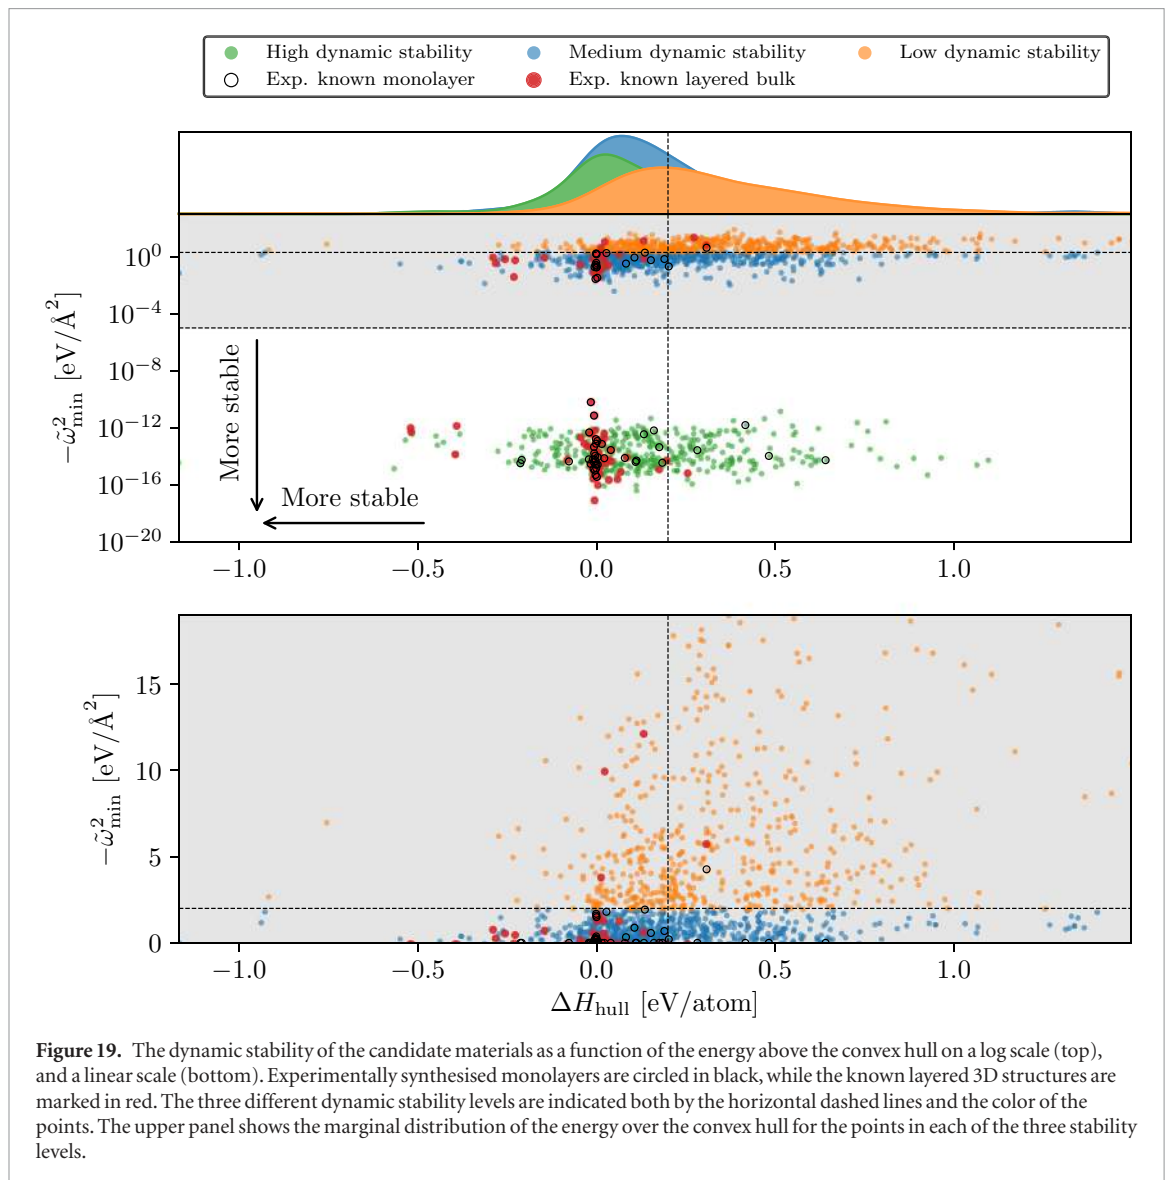 High dynamic stability Medium dynamic stability Low dynamic stability
Exp. known monolayer Exp. known layered bulk
10⁰
10⁻⁴
10⁻⁸
10⁻¹²
10⁻¹⁶
10⁻²⁰
−ω̃²min [eV/Å²]
More stable
More stable
−1.0 −0.5 0.0 0.5 1.0
15
10
5
0
−ω̃²min [eV/Å²]
−1.0 −0.5 0.0 0.5 1.0
ΔHhull [eV/atom]
Figure 19. The dynamic stability of the candidate materials as a function of the energy above the convex hull on a log scale (top),
and a linear scale (bottom). Experimentally synthesised monolayers are circled in black, while the known layered 3D structures are
marked in red. The three different dynamic stability levels are indicated both by the horizontal dashed lines and the color of the
points. The upper panel shows the marginal distribution of the energy over the convex hull for the points in each of the three stability
levels.